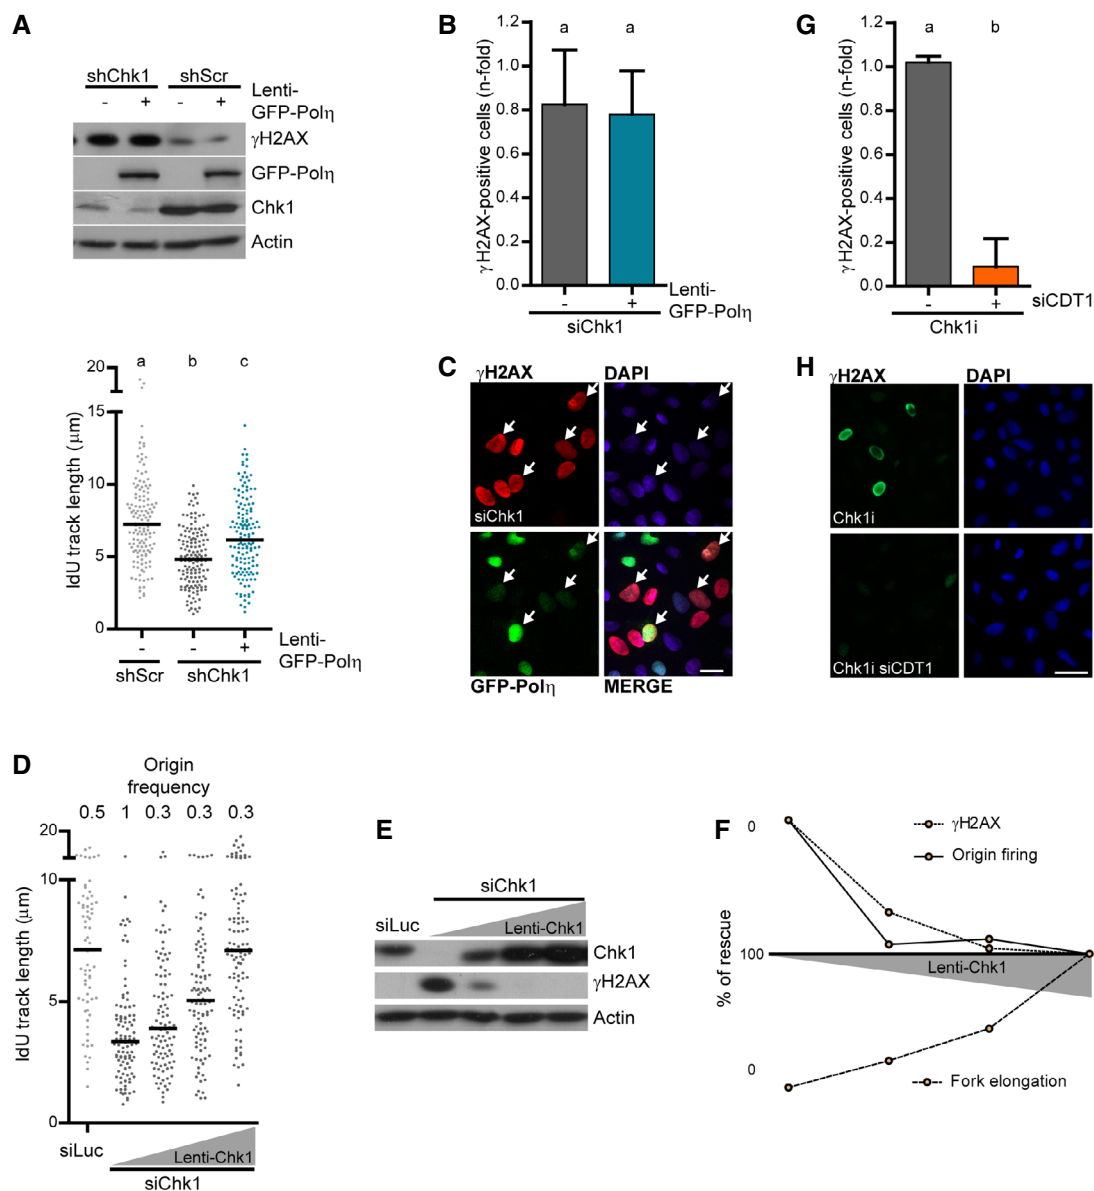 A
shChk1 shScr
- + - +
Lenti-
GFP-Polη
γH2AX
GFP-Polη
Chk1
Actin
20
15
10
5
0
IdU track length (μm)
a b c
- - +
Lenti-
GFP-Polη
shScr shChk1
B
1.2
1.0
0.8
0.6
0.4
0.2
0.0
γH2AX-positive cells (n-fold)
a a
- +
Lenti-
GFP-Polη
siChk1
C
γH2AX DAPI
siChk1
GFP-Polη MERGE
G
1.2
1.0
0.8
0.6
0.4
0.2
0.0
γH2AX-positive cells (n-fold)
a b
- +
siCDT1
Chk1i
H
γH2AX DAPI
Chk1i
Chk1i siCDT1
D
Origin
frequency
0.5 1 0.3 0.3 0.3
20
10
5
0
IdU track length (μm)
siLuc
Lenti-Chk1
siChk1
E
siChk1
siLuc
Lenti-Chk1
Chk1
γH2AX
Actin
F
0
100
0
% of rescue
γH2AX
Origin firing
Lenti-Chk1
Fork elongation